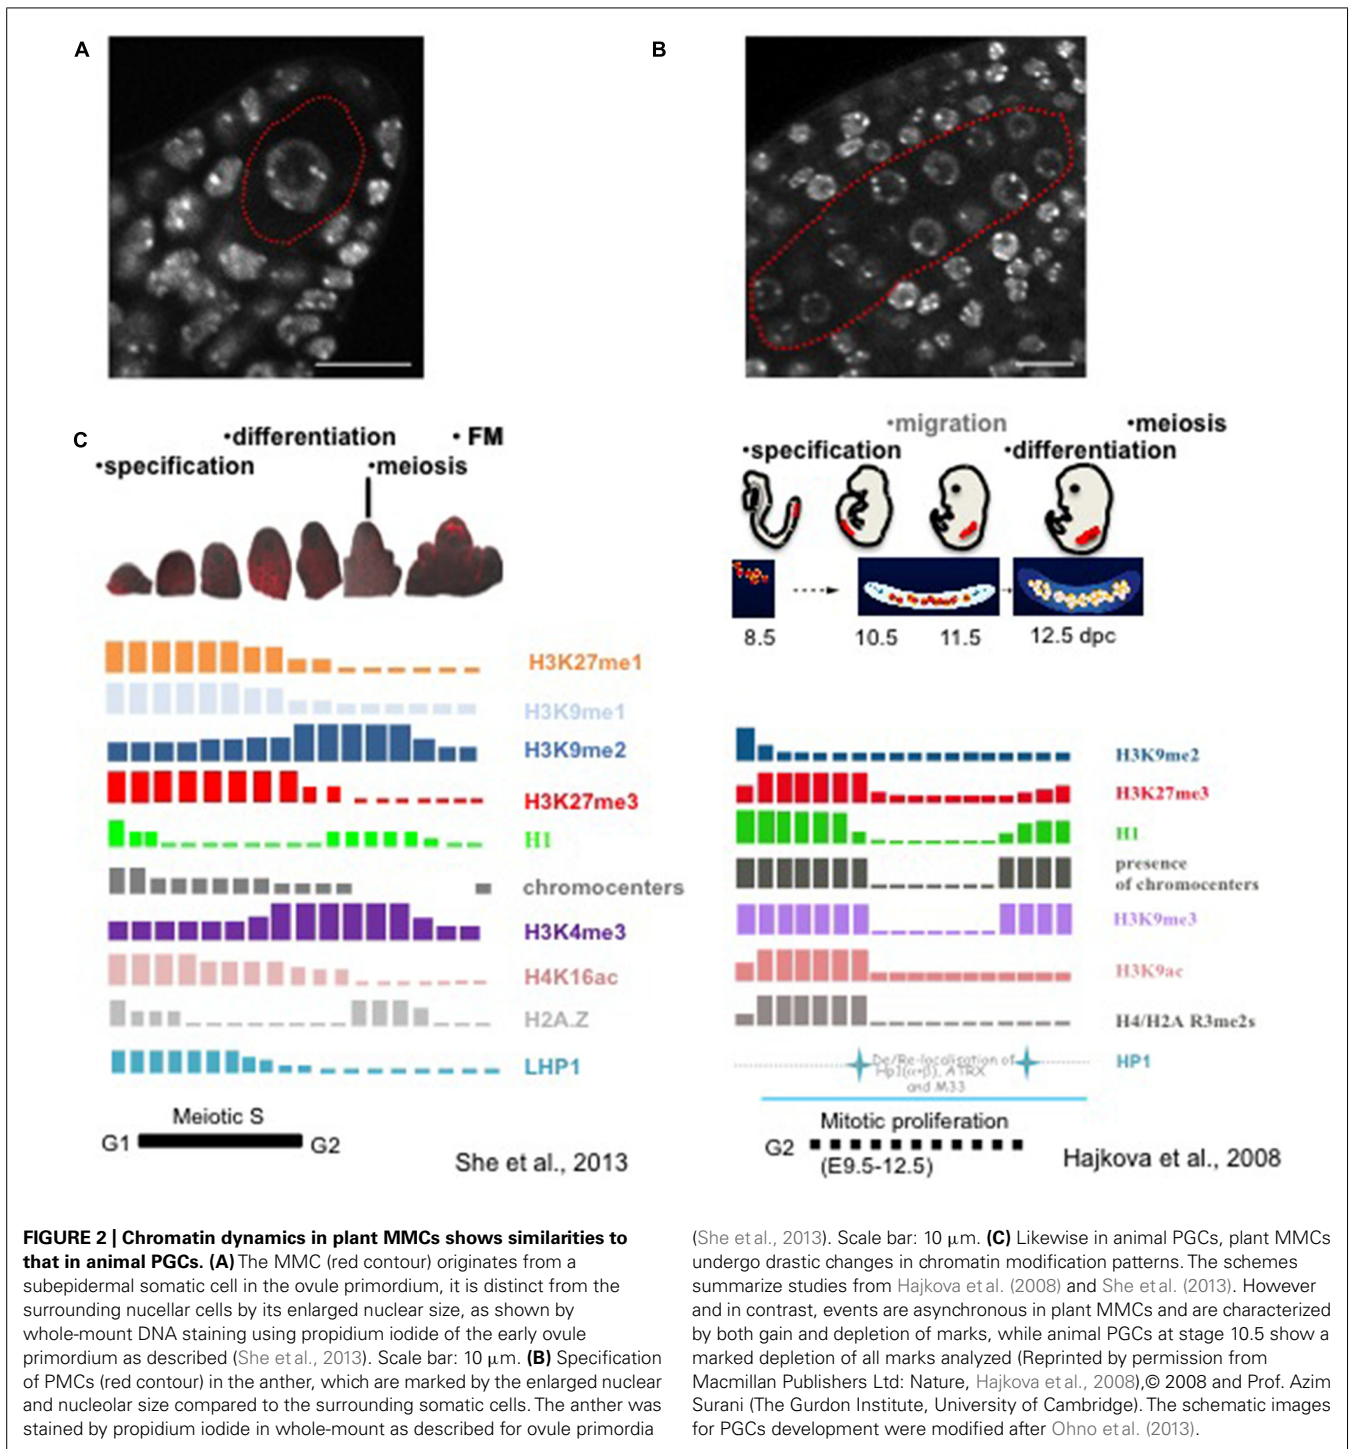 A
B
C
•differentiation
• FM
•specification
•meiosis
•migration
•meiosis
•specification
•differentiation
8.5
10.5
11.5
12.5 dpc
H3K27me1
H3K9me1
H3K9me2
H3K27me3
H1
chromocenters
H3K4me3
H4K16ac
H2A.Z
LHP1
Meiotic S
G1
G2
She et al., 2013
H3K9me2
H3K27me3
H1
presence
of chromocenters
H3K9me3
H3K9ac
H4/H2A R3me2s
HP1
De/Re-localisation of
Hp1(α+β), ATRX
and M33
Mitotic proliferation
G2
(E9.5-12.5)
Hajkova et al., 2008
FIGURE 2 | Chromatin dynamics in plant MMCs shows similarities to
that in animal PGCs. (A) The MMC (red contour) originates from a
subepidermal somatic cell in the ovule primordium, it is distinct from the
surrounding nucellar cells by its enlarged nuclear size, as shown by
whole-mount DNA staining using propidium iodide of the early ovule
primordium as described (She et al., 2013). Scale bar: 10 μm. (B) Specification
of PMCs (red contour) in the anther, which are marked by the enlarged nuclear
and nucleolar size compared to the surrounding somatic cells. The anther was
stained by propidium iodide in whole-mount as described for ovule primordia
(She et al., 2013). Scale bar: 10 μm. (C) Likewise in animal PGCs, plant MMCs
undergo drastic changes in chromatin modification patterns. The schemes
summarize studies from Hajkova et al. (2008) and She et al. (2013). However
and in contrast, events are asynchronous in plant MMCs and are characterized
by both gain and depletion of marks, while animal PGCs at stage 10.5 show a
marked depletion of all marks analyzed (Reprinted by permission from
Macmillan Publishers Ltd: Nature, Hajkova et al., 2008),© 2008 and Prof. Azim
Surani (The Gurdon Institute, University of Cambridge). The schematic images
for PGCs development were modified after Ohno et al. (2013).